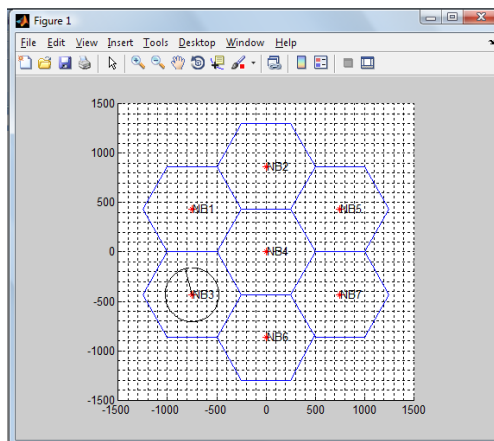 Figure 1
File Edit View Insert Tools Desktop Window Help
1500
1000
500
0
-500
-1000
-1500
-1500 -1000 -500 0 500 1000 1500
NB2
NB1 NB5
NB4
NB3 NB7
NB6